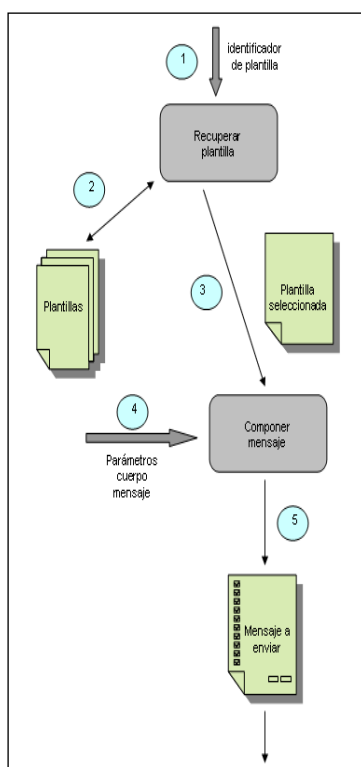 1
identificador
de plantilla
Recuperar
plantilla
2
Plantillas
3
Plantilla
seleccionada
4
Parámetros
cuerpo
mensaje
Componer
mensaje
5
Mensaje a
enviar